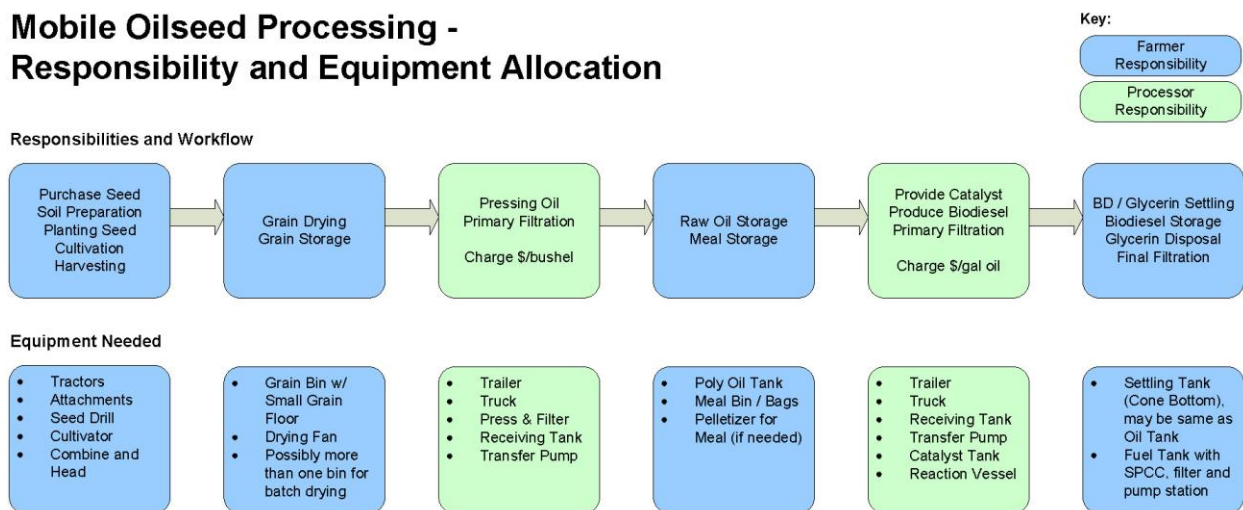 Mobile Oilseed Processing -
Responsibility and Equipment Allocation
Key:
Farmer
Responsibility
Processor
Responsibility
Responsibilities and Workflow
Purchase Seed
Soil Preparation
Planting Seed
Cultivation
Harvesting
Grain Drying
Grain Storage
Pressing Oil
Primary Filtration
Charge $/bushel
Raw Oil Storage
Meal Storage
Provide Catalyst
Produce Biodiesel
Primary Filtration
Charge $/gal oil
BD / Glycerin Settling
Biodiesel Storage
Glycerin Disposal
Final Filtration
Equipment Needed
• Tractors
• Attachments
• Seed Drill
• Cultivator
• Combine and
Head
• Grain Bin w/
Small Grain
Floor
• Drying Fan
• Possibly more
than one bin for
batch drying
• Trailer
• Truck
• Press & Filter
• Receiving Tank
• Transfer Pump
• Poly Oil Tank
• Meal Bin / Bags
• Pelletizer for
Meal (if needed)
• Trailer
• Truck
• Receiving Tank
• Transfer Pump
• Catalyst Tank
• Reaction Vessel
• Settling Tank
(Cone Bottom),
may be same as
Oil Tank
• Fuel Tank with
SPCC, filter and
pump station